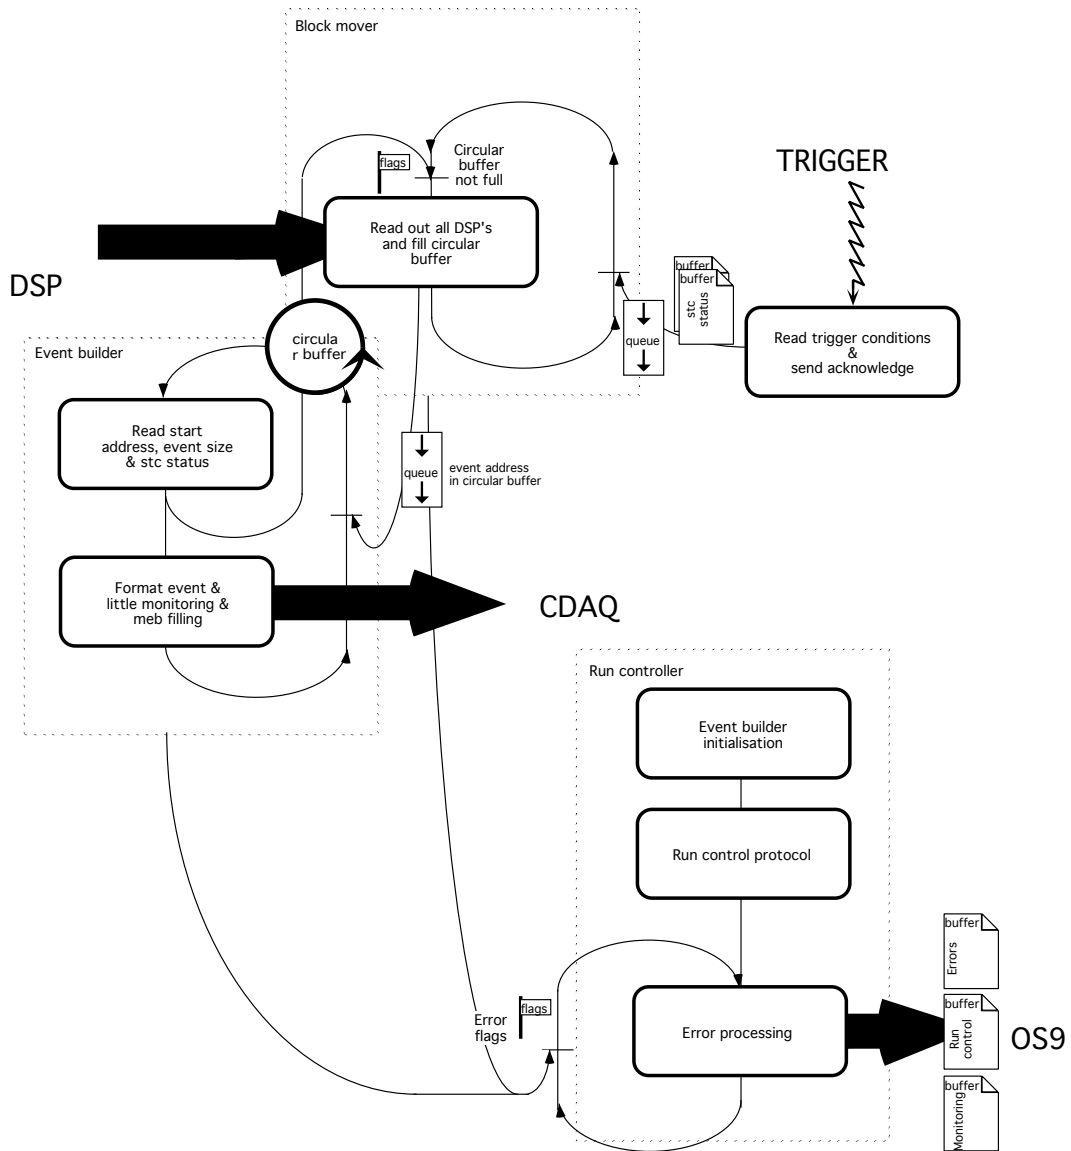 Block mover
flags
Circular
buffer
not full
TRIGGER
Read out all DSP's
and fill circular
buffer
DSP
buffer
buffer
stc
status
queue
Read trigger conditions
&
send acknowledge
Event builder
circula
r buffer
Read start
address, event size
& stc status
queue
event address
in circular buffer
Format event &
little monitoring &
meb filling
CDAQ
Run controller
Event builder
initialisation
Run control protocol
buffer
Errors
Error
flags
flags
Error processing
buffer
Run
control
OS9
buffer
Monitoring